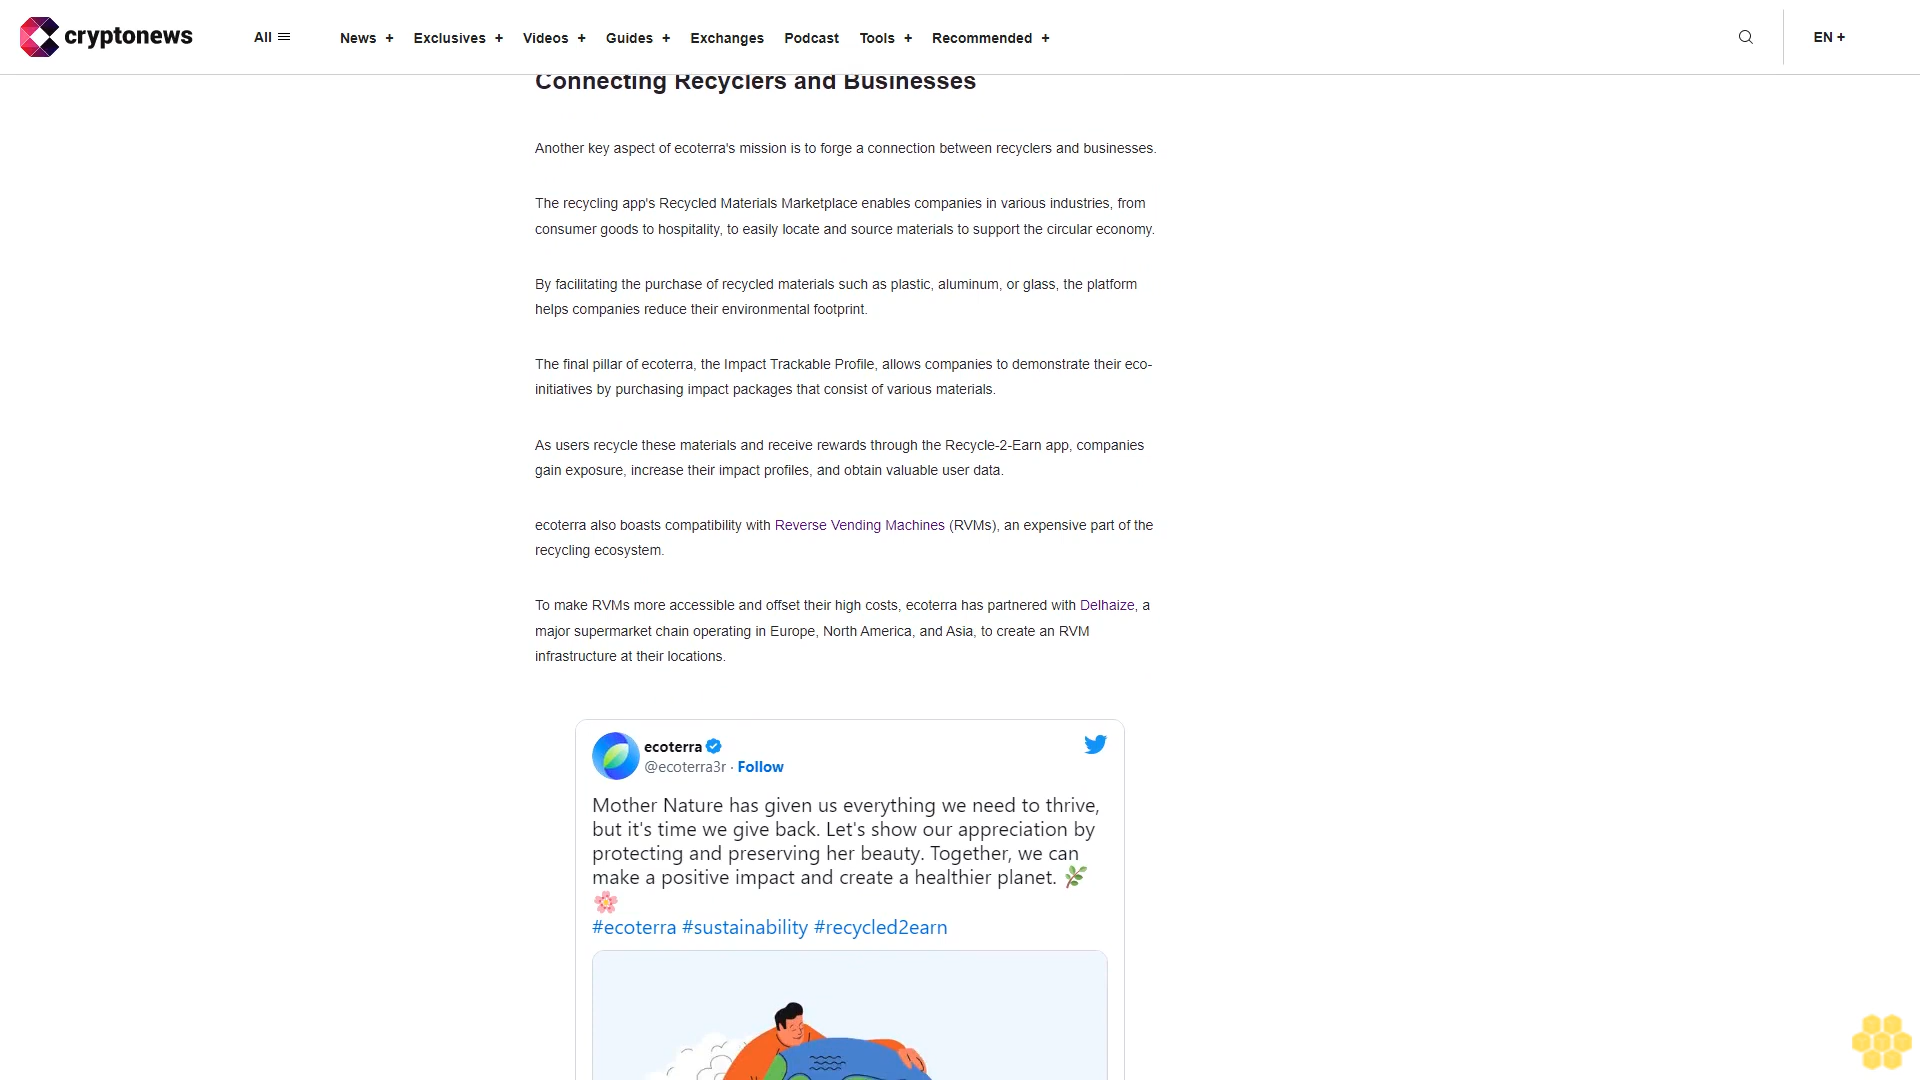 cryptonews
All
News +
Exclusives +
Videos +
Guides +
Exchanges
Podcast
Tools +
Recommended +
EN +
Connecting Recyclers and Businesses
Another key aspect of ecoterra's mission is to forge a connection between recyclers and businesses.
The recycling app's Recycled Materials Marketplace enables companies in various industries, from
consumer goods to hospitality, to easily locate and source materials to support the circular economy.
By facilitating the purchase of recycled materials such as plastic, aluminum, or glass, the platform
helps companies reduce their environmental footprint.
The final pillar of ecoterra, the Impact Trackable Profile, allows companies to demonstrate their eco-
initiatives by purchasing impact packages that consist of various materials.
As users recycle these materials and receive rewards through the Recycle-2-Earn app, companies
gain exposure, increase their impact profiles, and obtain valuable user data.
ecoterra also boasts compatibility with Reverse Vending Machines (RVMs), an expensive part of the
recycling ecosystem.
To make RVMs more accessible and offset their high costs, ecoterra has partnered with Delhaize, a
major supermarket chain operating in Europe, North America, and Asia, to create an RVM
infrastructure at their locations.
ecoterra
@ecoterra3r · Follow
Mother Nature has given us everything we need to thrive,
but it's time we give back. Let's show our appreciation by
protecting and preserving her beauty. Together, we can
make a positive impact and create a healthier planet. 🌿
🌸
#ecoterra #sustainability #recycled2earn